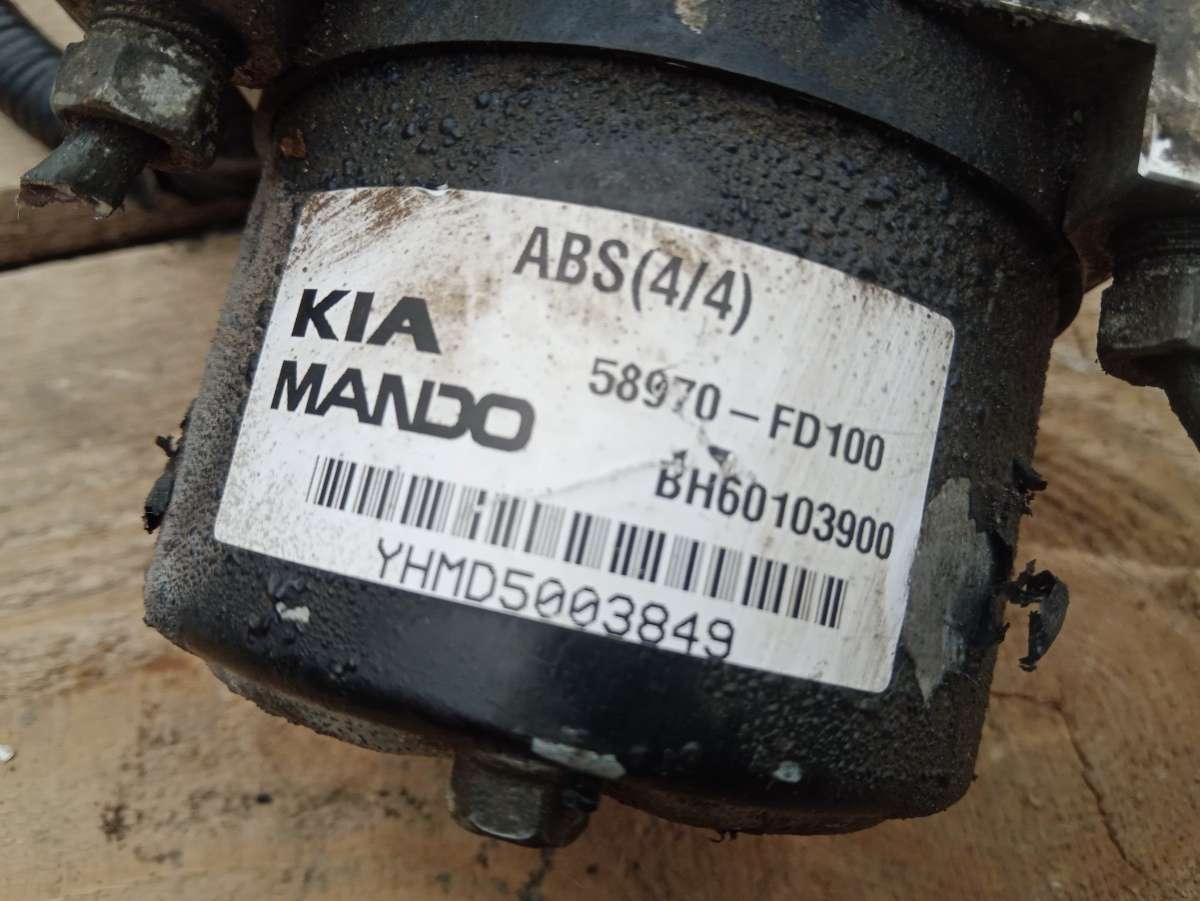 ABS(4/4)
KIA
MANDO
58970-FD100
BH60103900
YHMD5003849